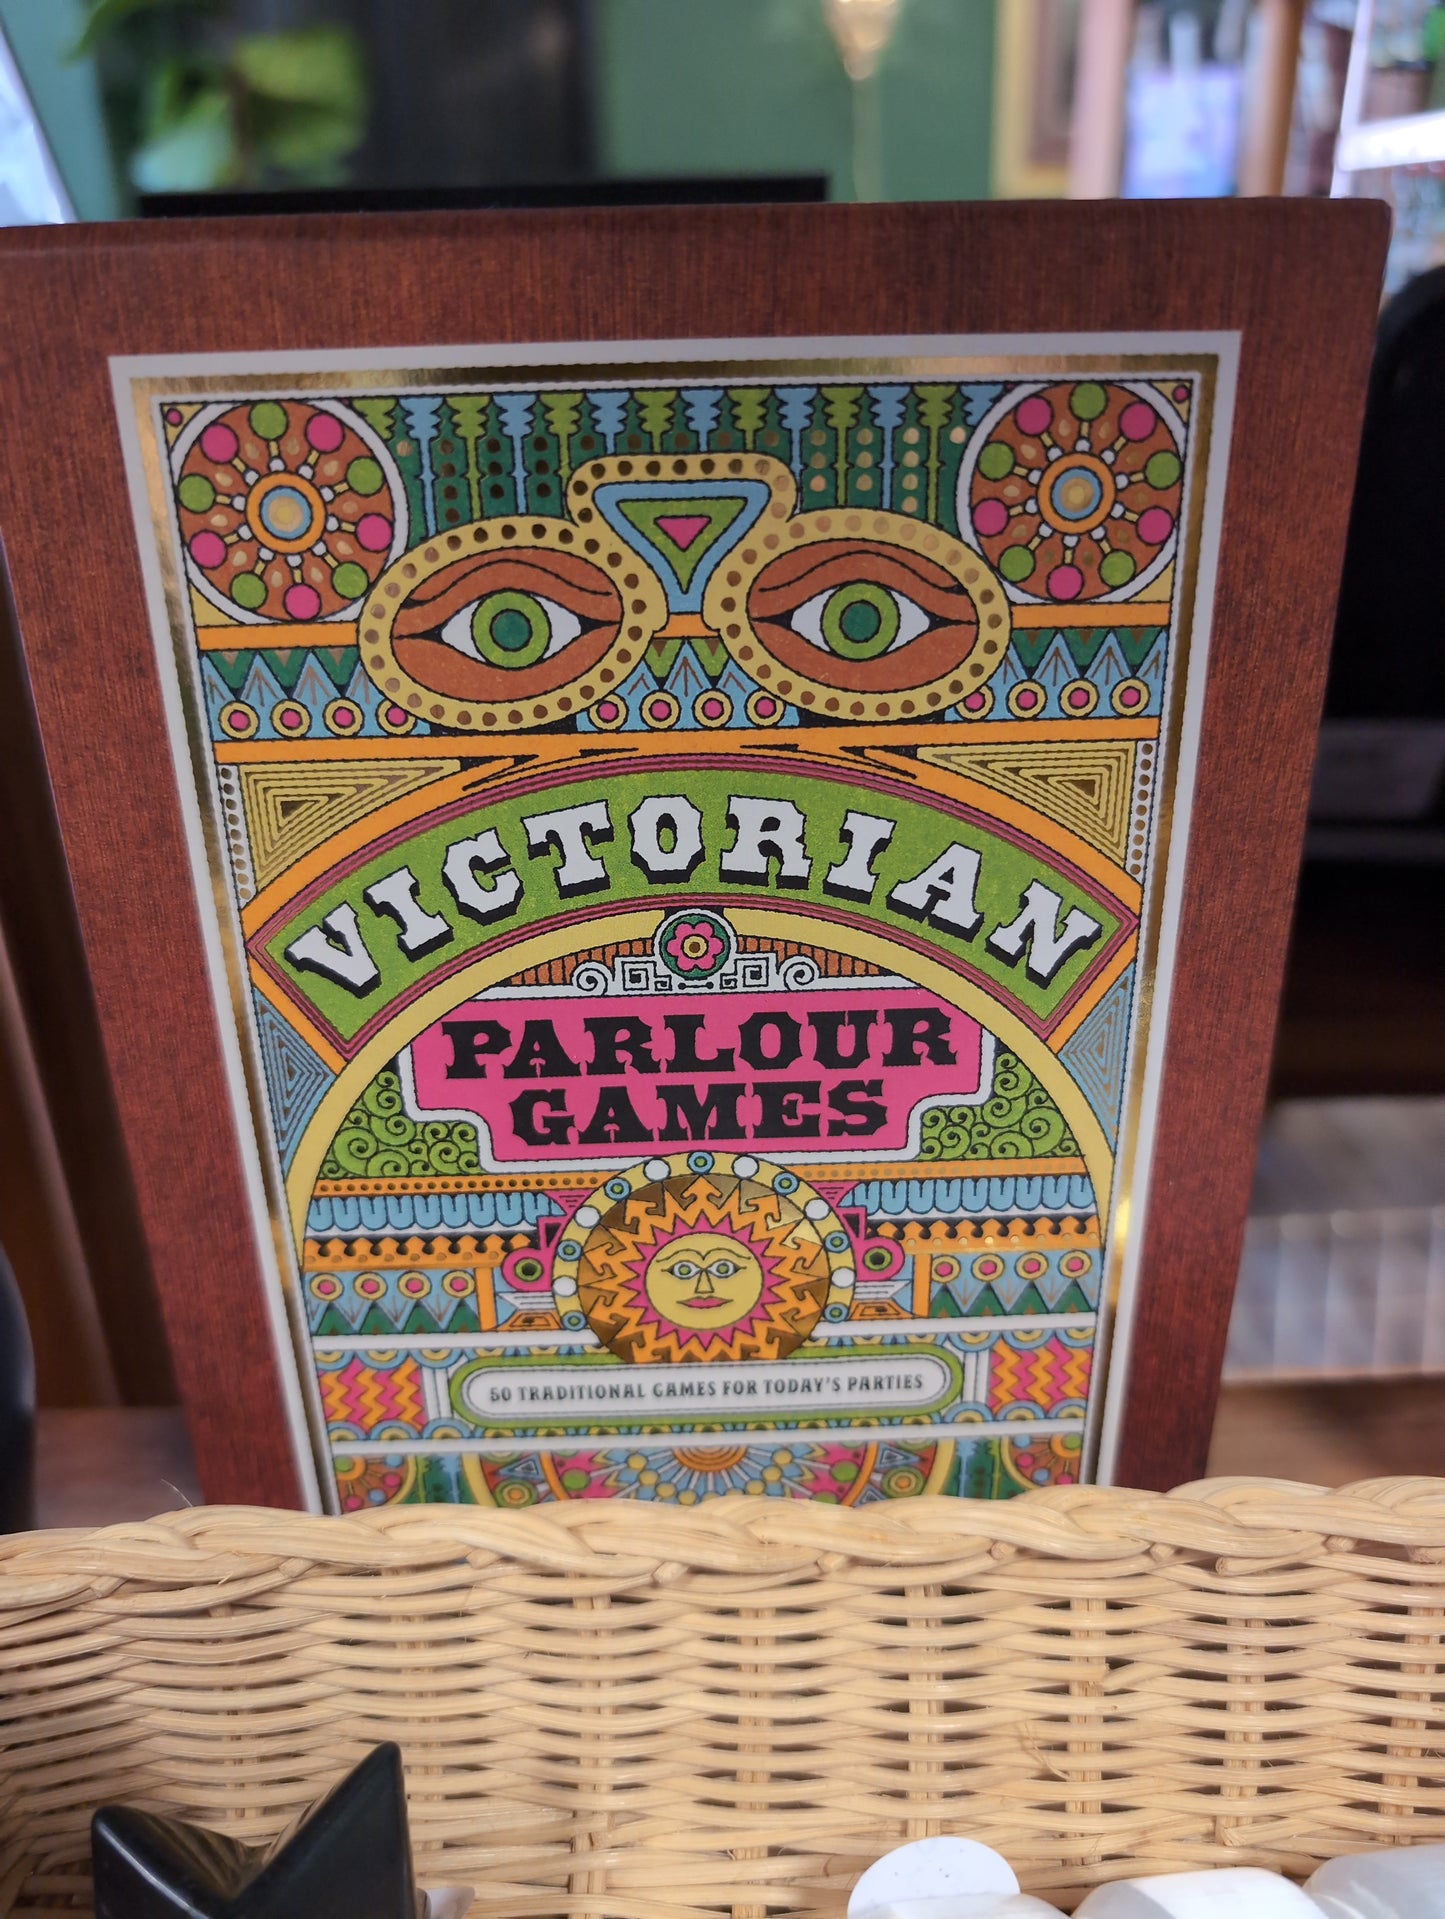 VICTORIAN
PARLOUR
GAMES
50 TRADITIONAL GAMES FOR TODAY'S PARTIES